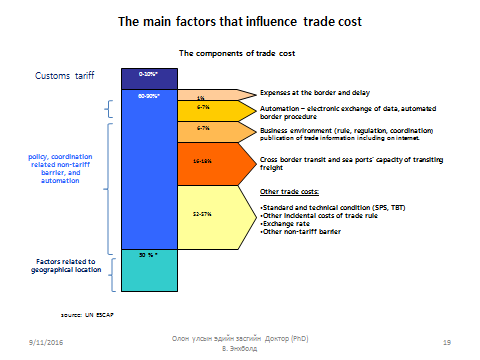 The main factors that influence trade cost
The components of trade cost
Customs tariff
0-10%*
60-90%*
1%
Expenses at the border and delay
6-7%
Automation – electronic exchange of data, automated
border procedure
6-7%
Business environment (rule, regulation, coordination)
publication of trade information including on internet.
policy, coordination
related non-tariff
barrier, and
automation
16-18%
Cross border transit and sea ports' capacity of transiting
freight
52-57%
Other trade costs:
•Standard and technical condition (SPS, TBT)
•Other incidental costs of trade rule
•Exchange rate
•Other non-tariff barrier
30 % *
Factors related to
geographical location
source: UN ESCAP
9/11/2016
Олон улсын эдийн засгийн Доктор (PhD)
В. Энхболд
19